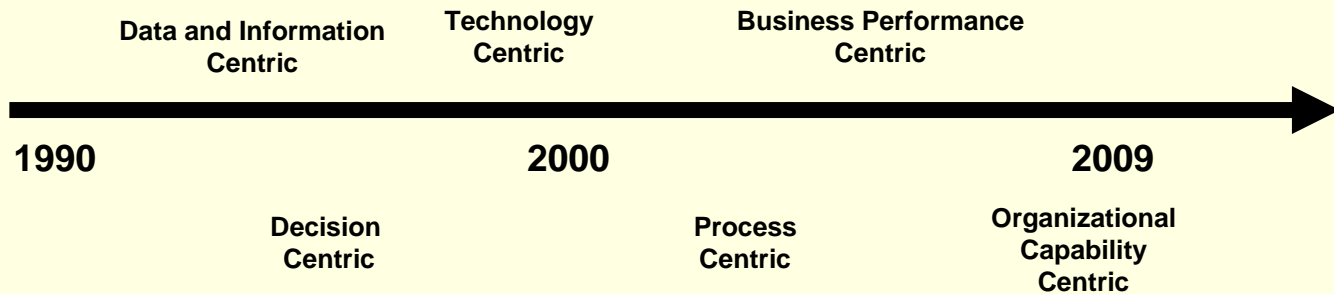 Data and Information
Centric
Technology
Centric
Business Performance
Centric
1990
2000
2009
Decision
Centric
Process
Centric
Organizational
Capability
Centric